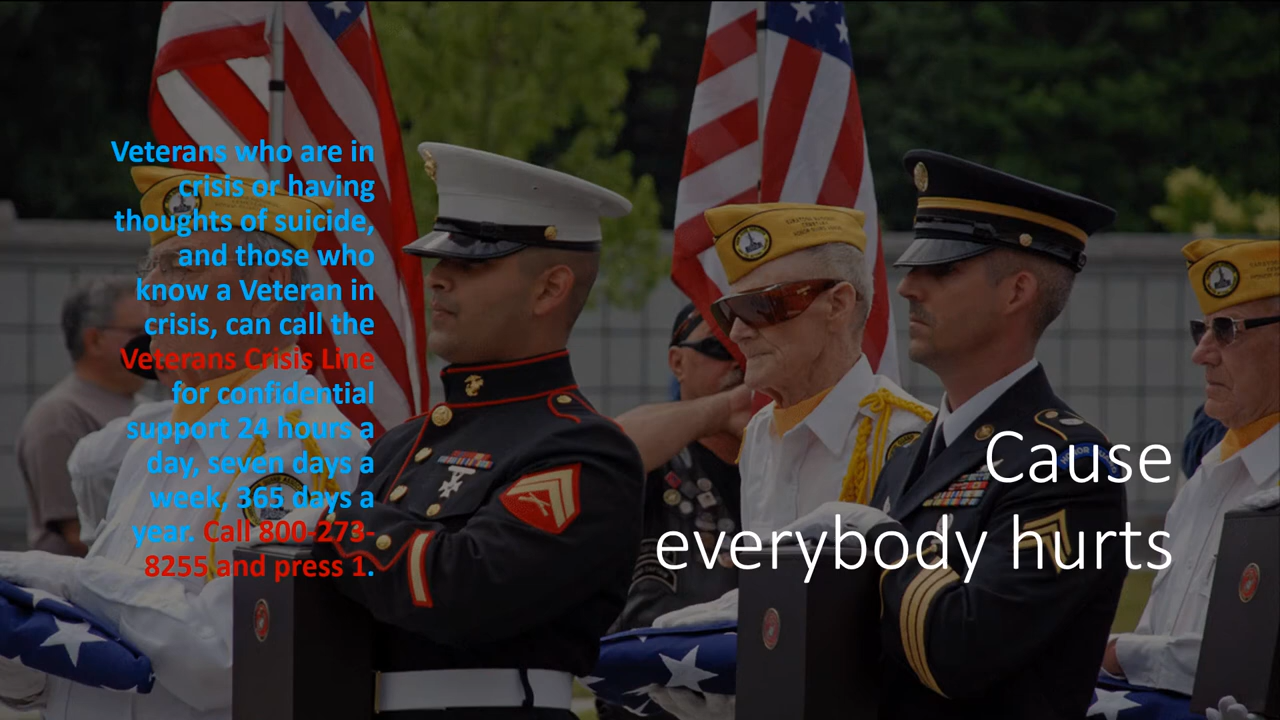 Veterans who are in
crisis or having
thoughts of suicide,
and those who
know a Veteran in
crisis, can call the
Veterans Crisis Line
for confidential
support 24 hours a
day, seven days a
week, 365 days a
year. Call 800-273-
8255 and press 1.
Cause
everybody hurts